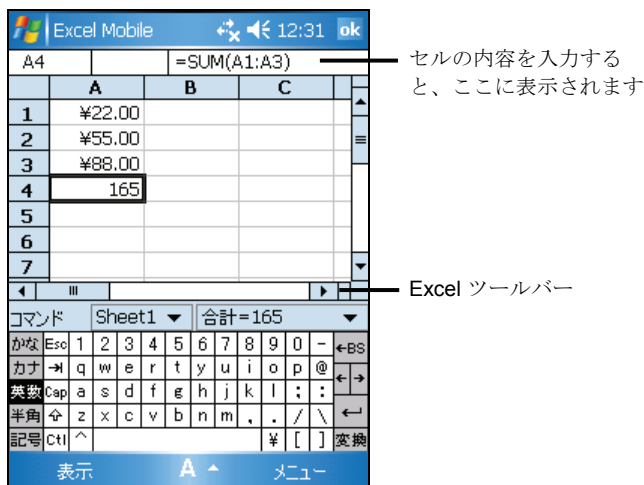 Excel Mobile 12:31 ok
A4 =SUM(A1:A3)
セルの内容を入力する
と、ここに表示されます
A B C
1 ¥22.00
2 ¥55.00
3 ¥88.00
4 165
5
6
7
Excel ツールバー
コマンド Sheet1 合計=165
かな Esc 1 2 3 4 5 6 7 8 9 0 - ←BS
カナ →| q w e r t y u i o p @ ← →
英数 Cap a s d f g h j k l ; :
半角 ⇧ z x c v b n m , . / \ ↵
記号 Ctl ^ ¥ [ ] 変換
表示 A メニュー